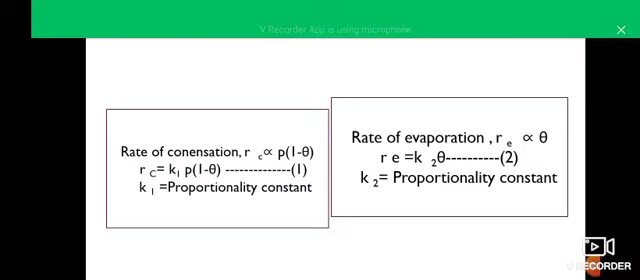 V Recorder App is using microphone
Rate of conensation, r c∝ p(1-θ)
r C= k1 p(1-θ) --------------(1)
k 1 =Proportionality constant
Rate of evaporation , r e ∝ θ
r e =k 2θ----------(2)
k 2= Proportionality constant
V RECORDER